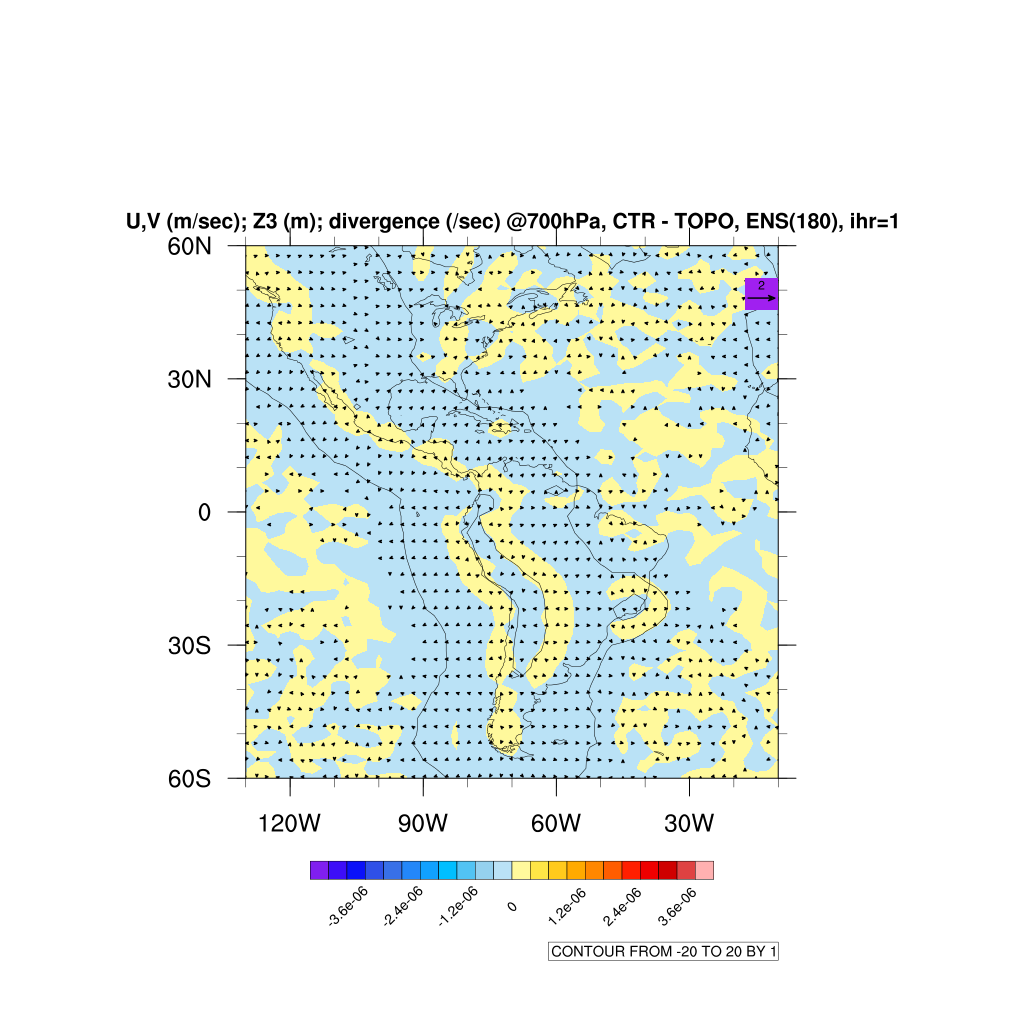 U,V (m/sec); Z3 (m); divergence (/sec) @700hPa, CTR - TOPO, ENS(180), ihr=1
60N
2
30N
0
30S
60S
120W 90W 60W 30W
-3.6e-06 -2.4e-06 -1.2e-06 0 1.2e-06 2.4e-06 3.6e-06
CONTOUR FROM -20 TO 20 BY 1